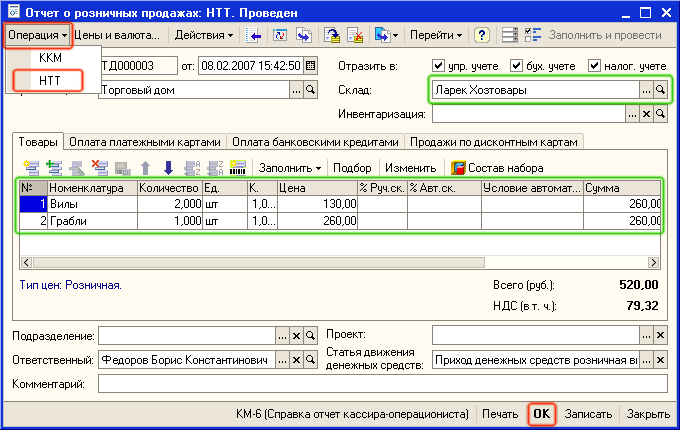 Отчет о розничных продажах: НТТ. Проведен
Операция Цены и валюта... Действия Перейти Заполнить и провести
ККМ
НТТ
ТД000003 от: 08.02.2007 15:42:50 Отразить в: упр. учете бух. учете налог. учете
Торговый дом Склад: Ларек Хозтовары
Инвентаризация:
Товары Оплата платежными картами Оплата банковскими кредитами Продажи по дисконтным картам
Заполнить Подбор Изменить Состав набора
№ Номенклатура Количество Ед. К. Цена % Руч.ск. % Авт.ск. Условие автомат... Сумма
1 Вилы 2,000 шт 1,0... 130,00 260,00
2 Грабли 1,000 шт 1,0... 260,00 260,00
Тип цен: Розничная. Всего (руб.): 520,00
НДС (в т. ч.): 79,32
Подразделение: Проект:
Ответственный: Федоров Борис Константинович Статья движения денежных средств: Приход денежных средств розничная вы
Комментарий:
КМ-6 (Справка отчет кассира-операциониста) Печать OK Записать Закрыть